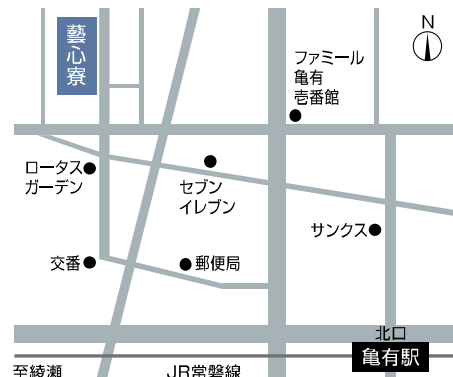 N
藝心寮
ファミール
亀有
壱番館
ロータス
ガーデン
セブン
イレブン
サンクス
交番
郵便局
北口
亀有駅
至綾瀬
JR常磐線